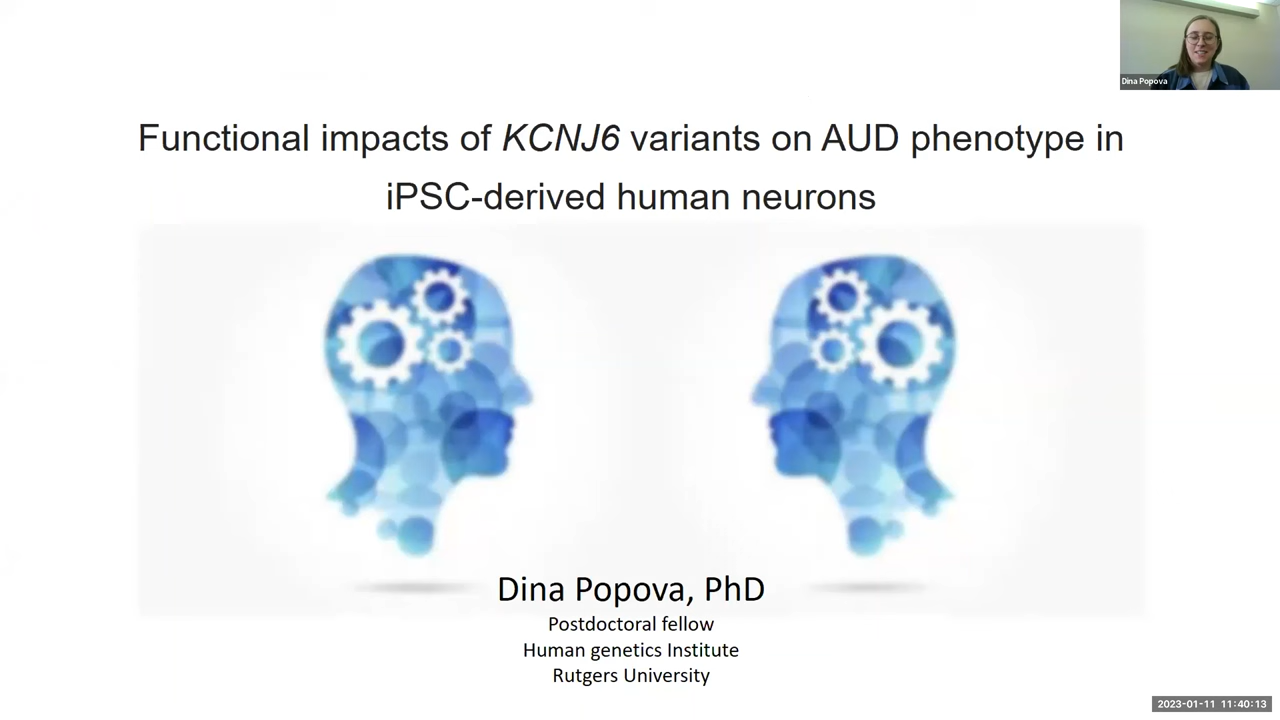 Dina Popova
Functional impacts of KCNJ6 variants on AUD phenotype in
iPSC-derived human neurons
Dina Popova, PhD
Postdoctoral fellow
Human genetics Institute
Rutgers University
2023-01-11 11:40:13